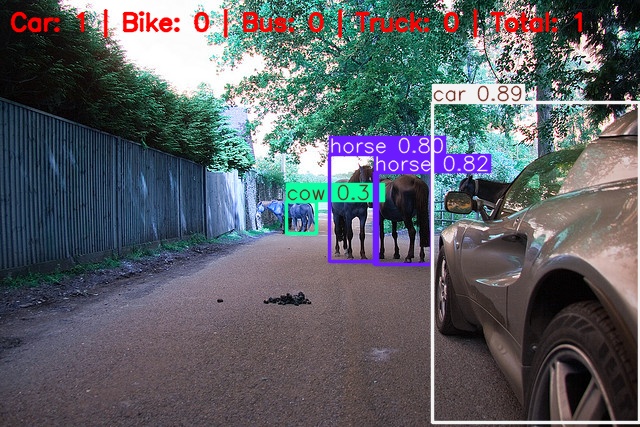 Car: 1 | Bike: 0 | Bus: 0 | Truck: 0 | Total: 1
car 0.89
horse 0.80
horse 0.82
cow 0.3